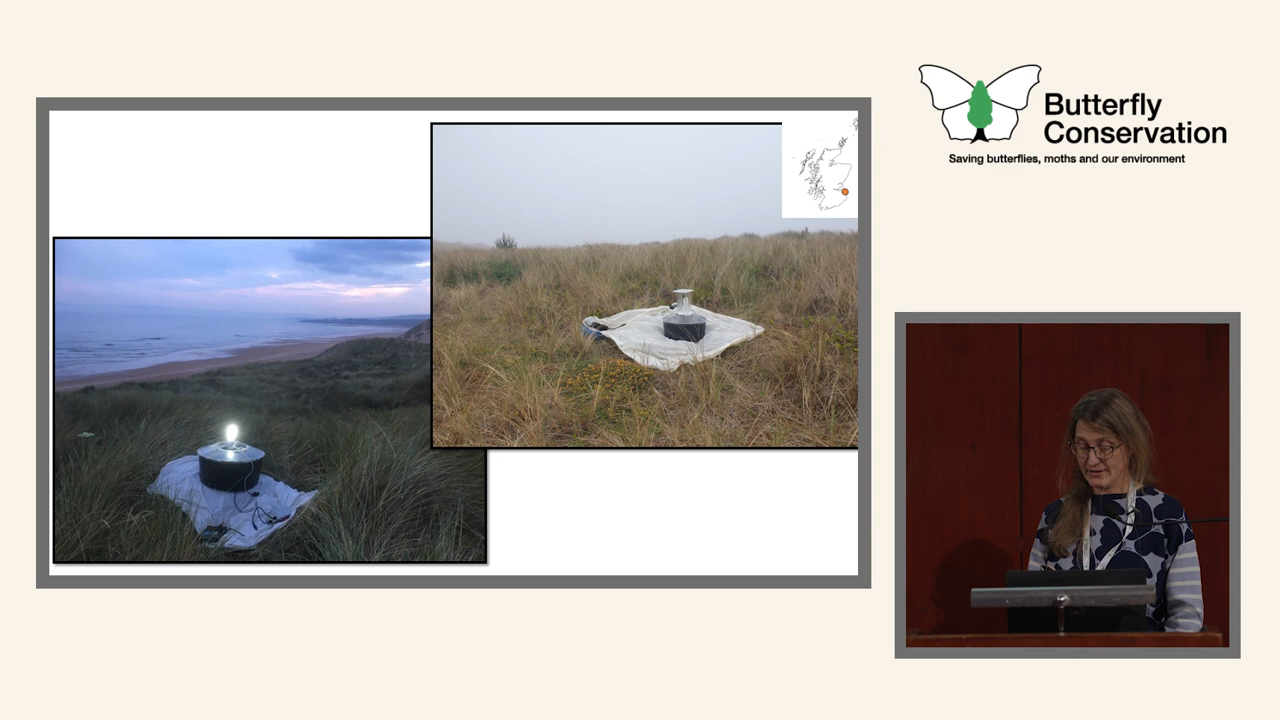 Butterfly
Conservation
Saving butterflies, moths and our environment